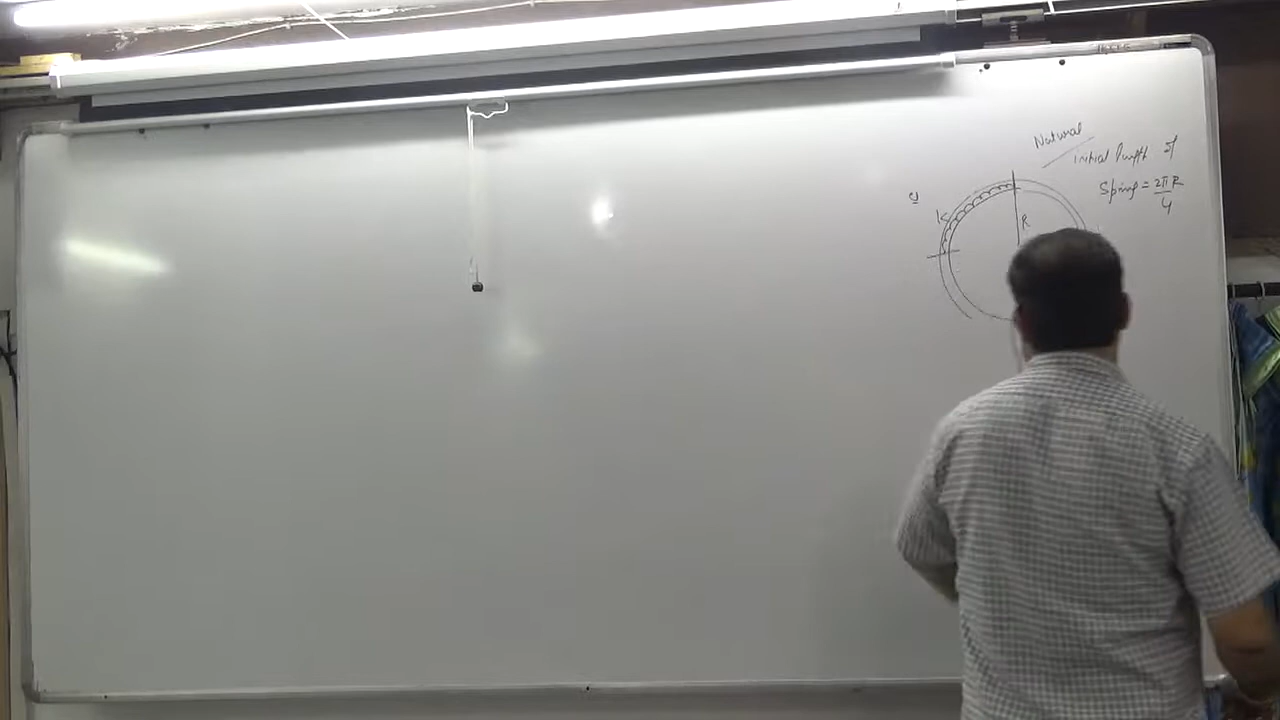 Natural
initial length of
Spring = 2πR/4
Q
K
R